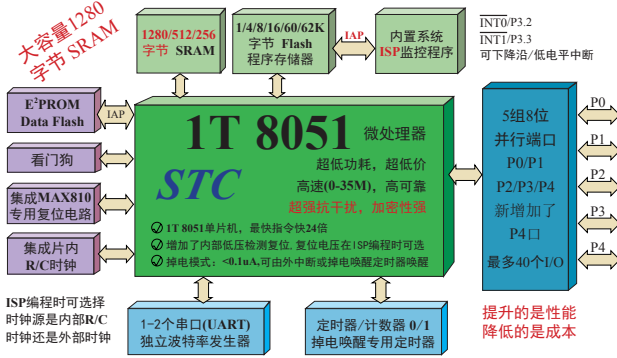 大容量1280
字节 SRAM
1280/512/256
字节 SRAM
1/4/8/16/60/62K
字节 Flash
程序存储器
IAP
内置系统
ISP监控程序
INT0/P3.2
INT1/P3.3
可下降沿/低电平中断
E²PROM
Data Flash
IAP
看门狗
集成MAX810
专用复位电路
集成片内
R/C时钟
1T 8051 微处理器
STC
超低功耗，超低价
高速(0-35M)，高可靠
超强抗干扰，加密性强
1T 8051单片机，最快指令快24倍
增加了内部低压检测复位,复位电压在ISP编程时可选
掉电模式：<0.1uA,可由外中断或掉电唤醒定时器唤醒
5组8位
并行端口
P0/P1
P2/P3/P4
新增加了
P4口
最多40个I/O
P0
P1
P2
P3
P4
ISP编程时可选择
时钟源是内部R/C
时钟还是外部时钟
1-2个串口(UART)
独立波特率发生器
定时器/计数器 0/1
掉电唤醒专用定时器
提升的是性能
降低的是成本